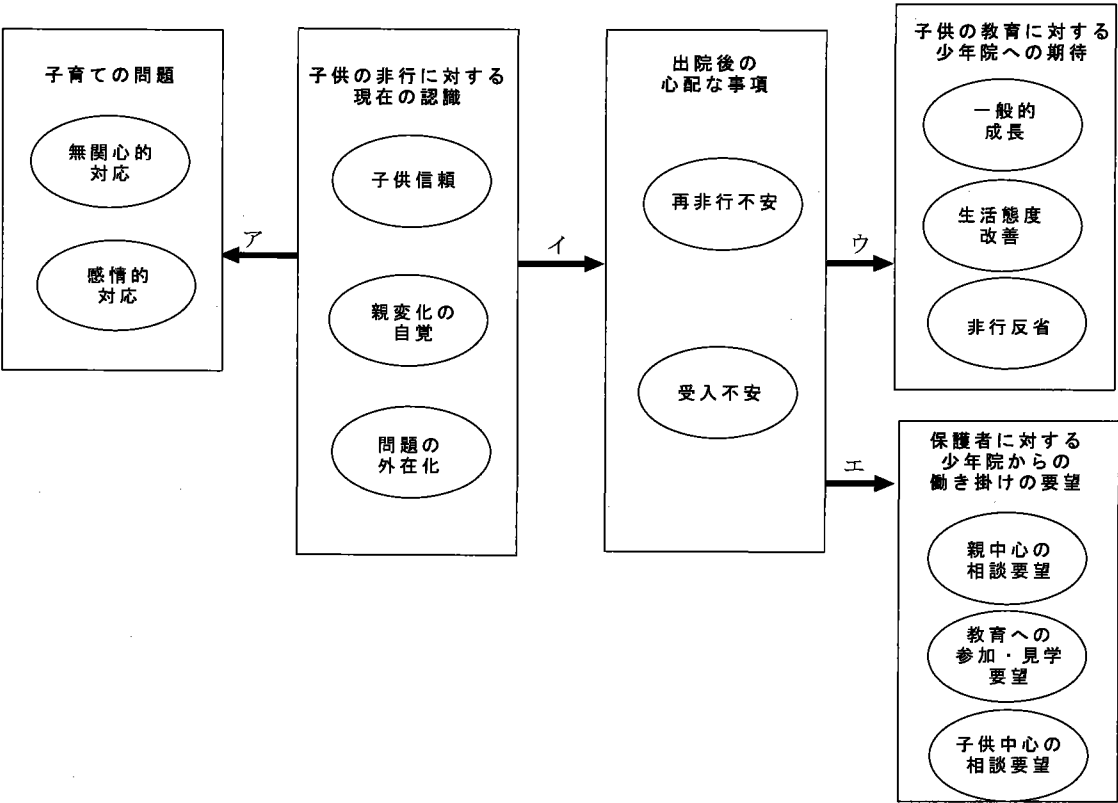 子育ての問題
無関心的
対応
感情的
対応
ア
子供の非行に対する
現在の認識
子供信頼
親変化の
自覚
問題の
外在化
イ
出院後の
心配な事項
再非行不安
受入不安
ウ
エ
子供の教育に対する
少年院への期待
一般的
成長
生活態度
改善
非行反省
保護者に対する
少年院からの
働き掛けの要望
親中心の
相談要望
教育への
参加・見学
要望
子供中心の
相談要望